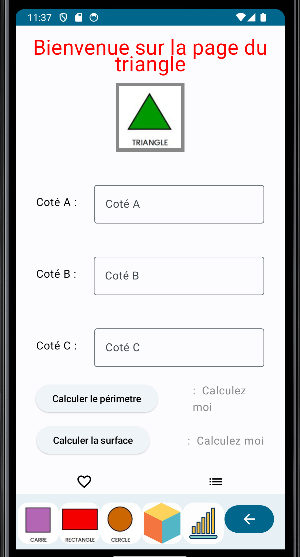 11:37
Bienvenue sur la page du
triangle
TRIANGLE
Coté A :
Coté A
Coté B :
Coté B
Coté C :
Coté C
Calculer le périmetre
: Calculez
moi
Calculer la surface
: Calculez moi
CARRE
RECTANGLE
CERCLE